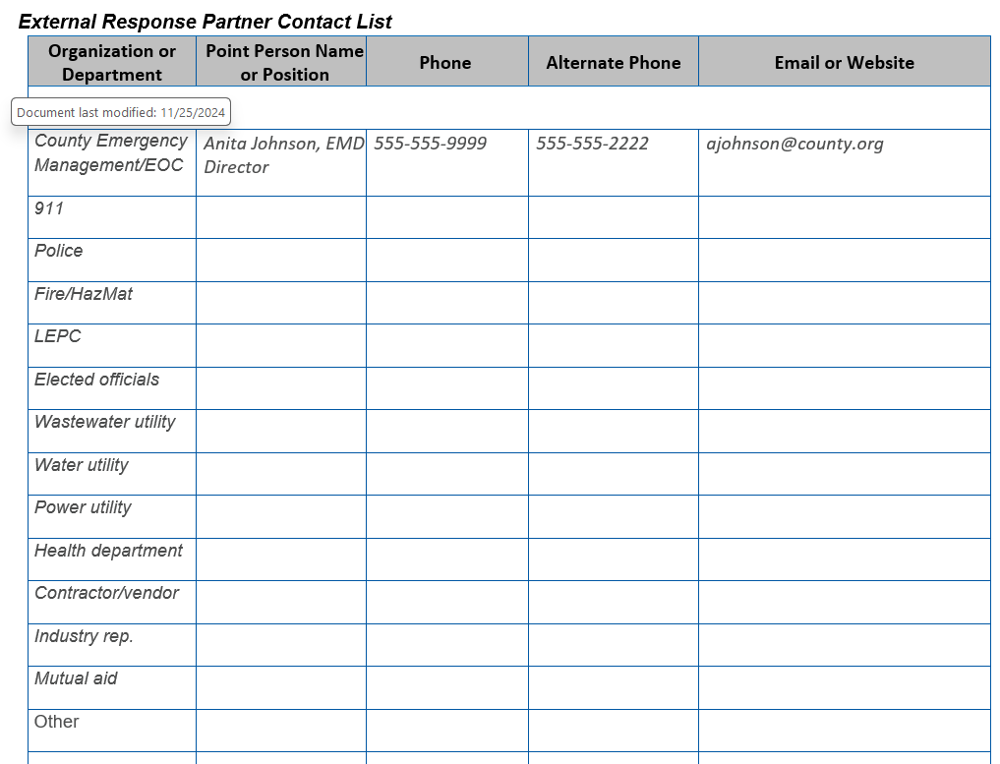 External Response Partner Contact List
Organization or Department
Point Person Name or Position
Phone
Alternate Phone
Email or Website
Document last modified: 11/25/2024
County Emergency Management/EOC
Anita Johnson, EMD Director
555-555-9999
555-555-2222
ajohnson@county.org
911
Police
Fire/HazMat
LEPC
Elected officials
Wastewater utility
Water utility
Power utility
Health department
Contractor/vendor
Industry rep.
Mutual aid
Other